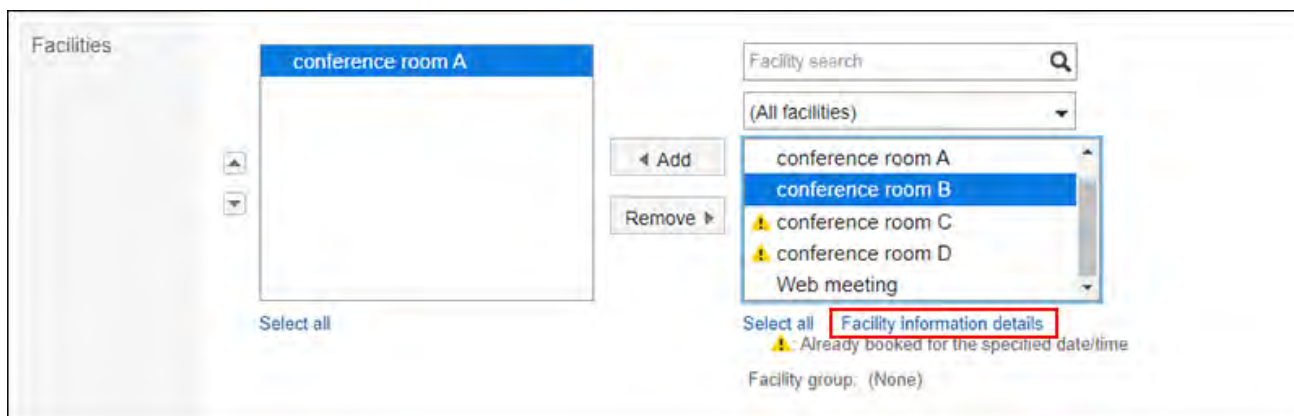 Facilities
conference room A
Select all
Add
Remove
Facility search
(All facilities)
conference room A
conference room B
conference room C
conference room D
Web meeting
Select all Facility information details
: Already booked for the specified date/time
Facility group: (None)